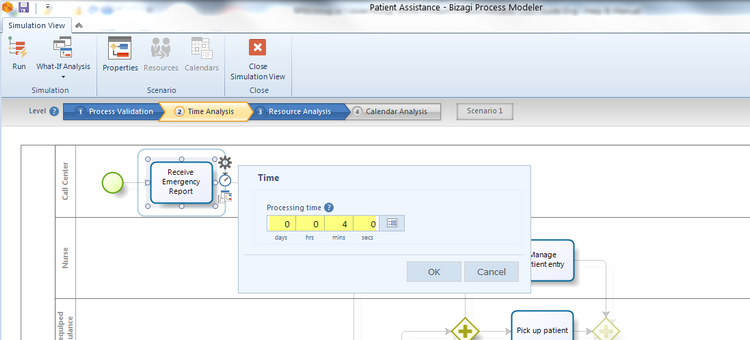 Patient Assistance - Bizagi Process Modeler
Simulation View
Run
What-If Analysis
Simulation
Properties
Resources
Calendars
Scenario
Close
Simulation View
Close
Level ?
1 Process Validation
2 Time Analysis
3 Resource Analysis
4 Calendar Analysis
Scenario 1
Call Center
Receive
Emergency
Report
Time
Processing time ?
0 0 4 0
days hrs mins secs
OK
Cancel
Nurse
Manage
tient entry
Pick up patient